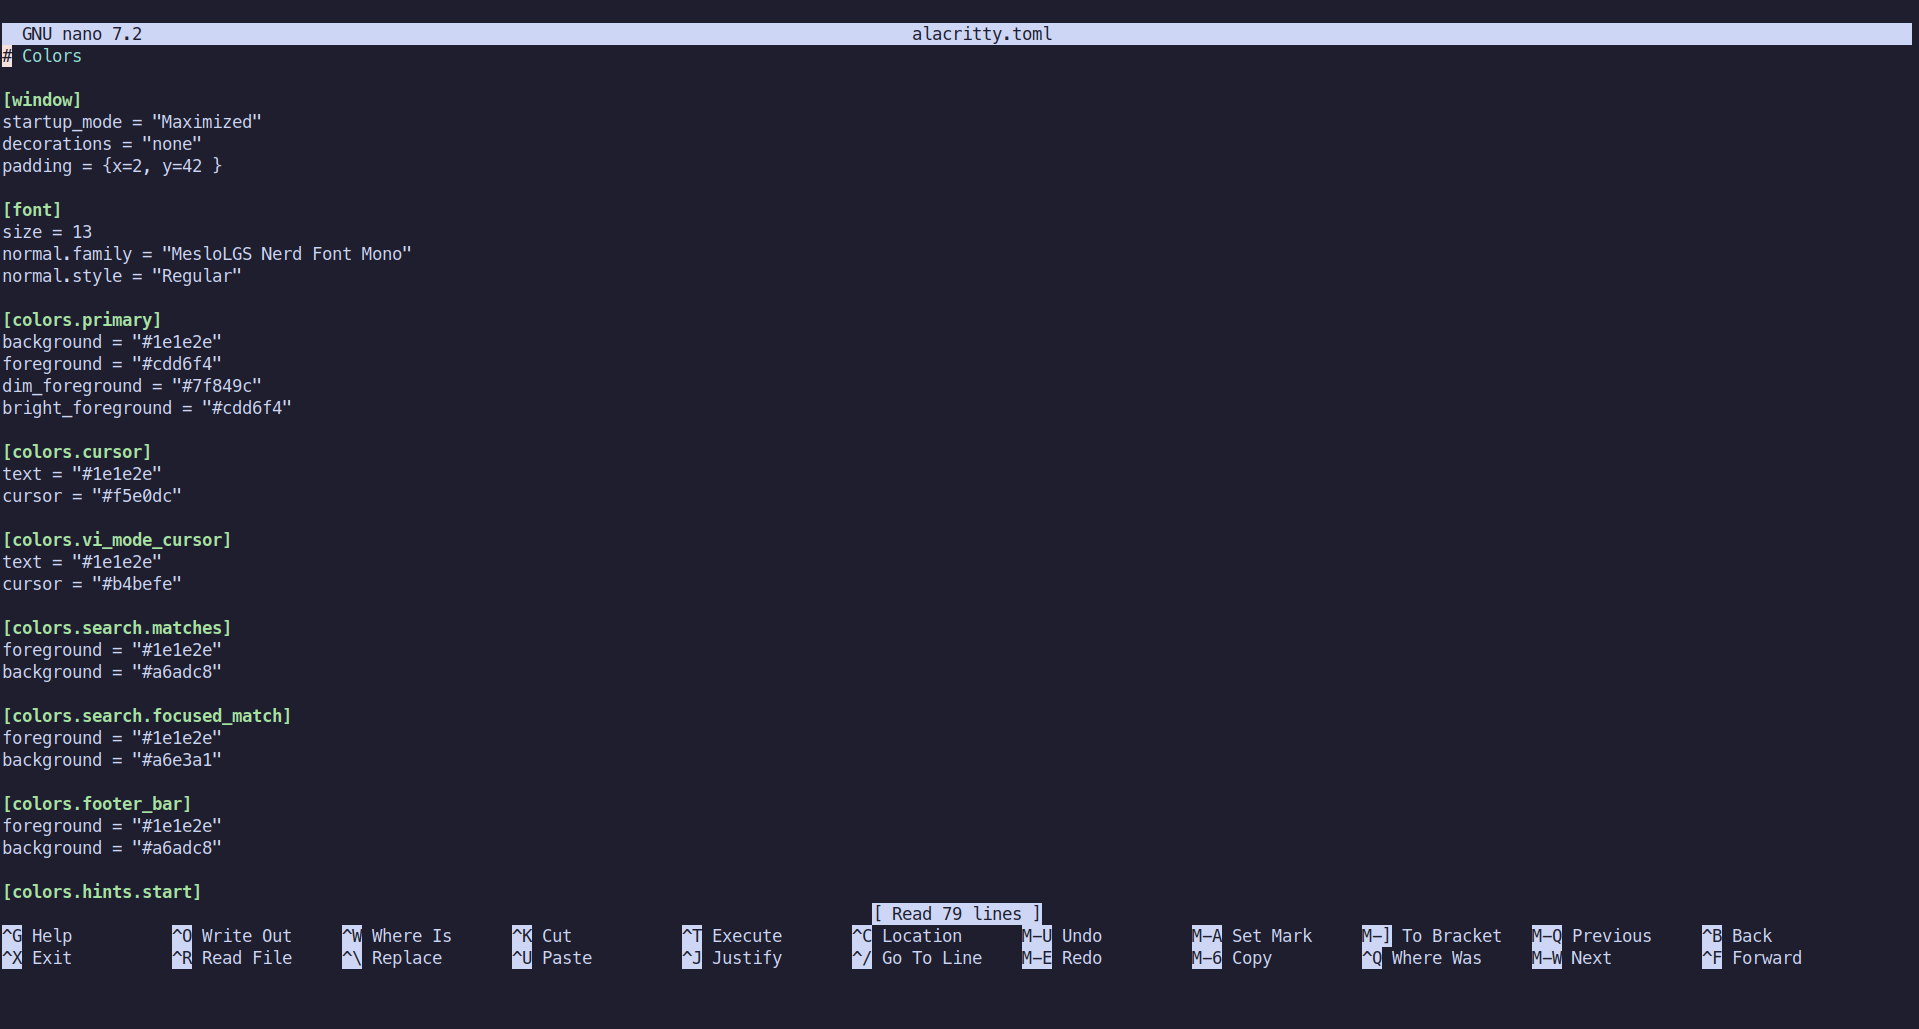 GNU nano 7.2 alacritty.toml
# Colors
[window]
startup_mode = "Maximized"
decorations = "none"
padding = {x=2, y=42 }
[font]
size = 13
normal.family = "MesloLGS Nerd Font Mono"
normal.style = "Regular"
[colors.primary]
background = "#1e1e2e"
foreground = "#cdd6f4"
dim_foreground = "#7f849c"
bright_foreground = "#cdd6f4"
[colors.cursor]
text = "#1e1e2e"
cursor = "#f5e0dc"
[colors.vi_mode_cursor]
text = "#1e1e2e"
cursor = "#b4befe"
[colors.search.matches]
foreground = "#1e1e2e"
background = "#a6adc8"
[colors.search.focused_match]
foreground = "#1e1e2e"
background = "#a6e3a1"
[colors.footer_bar]
foreground = "#1e1e2e"
background = "#a6adc8"
[colors.hints.start]
[ Read 79 lines ]
^G Help ^O Write Out ^W Where Is ^K Cut ^T Execute ^C Location M-U Undo M-A Set Mark M-] To Bracket M-Q Previous ^B Back
^X Exit ^R Read File ^\ Replace ^U Paste ^J Justify ^/ Go To Line M-E Redo M-6 Copy ^Q Where Was M-W Next ^F Forward